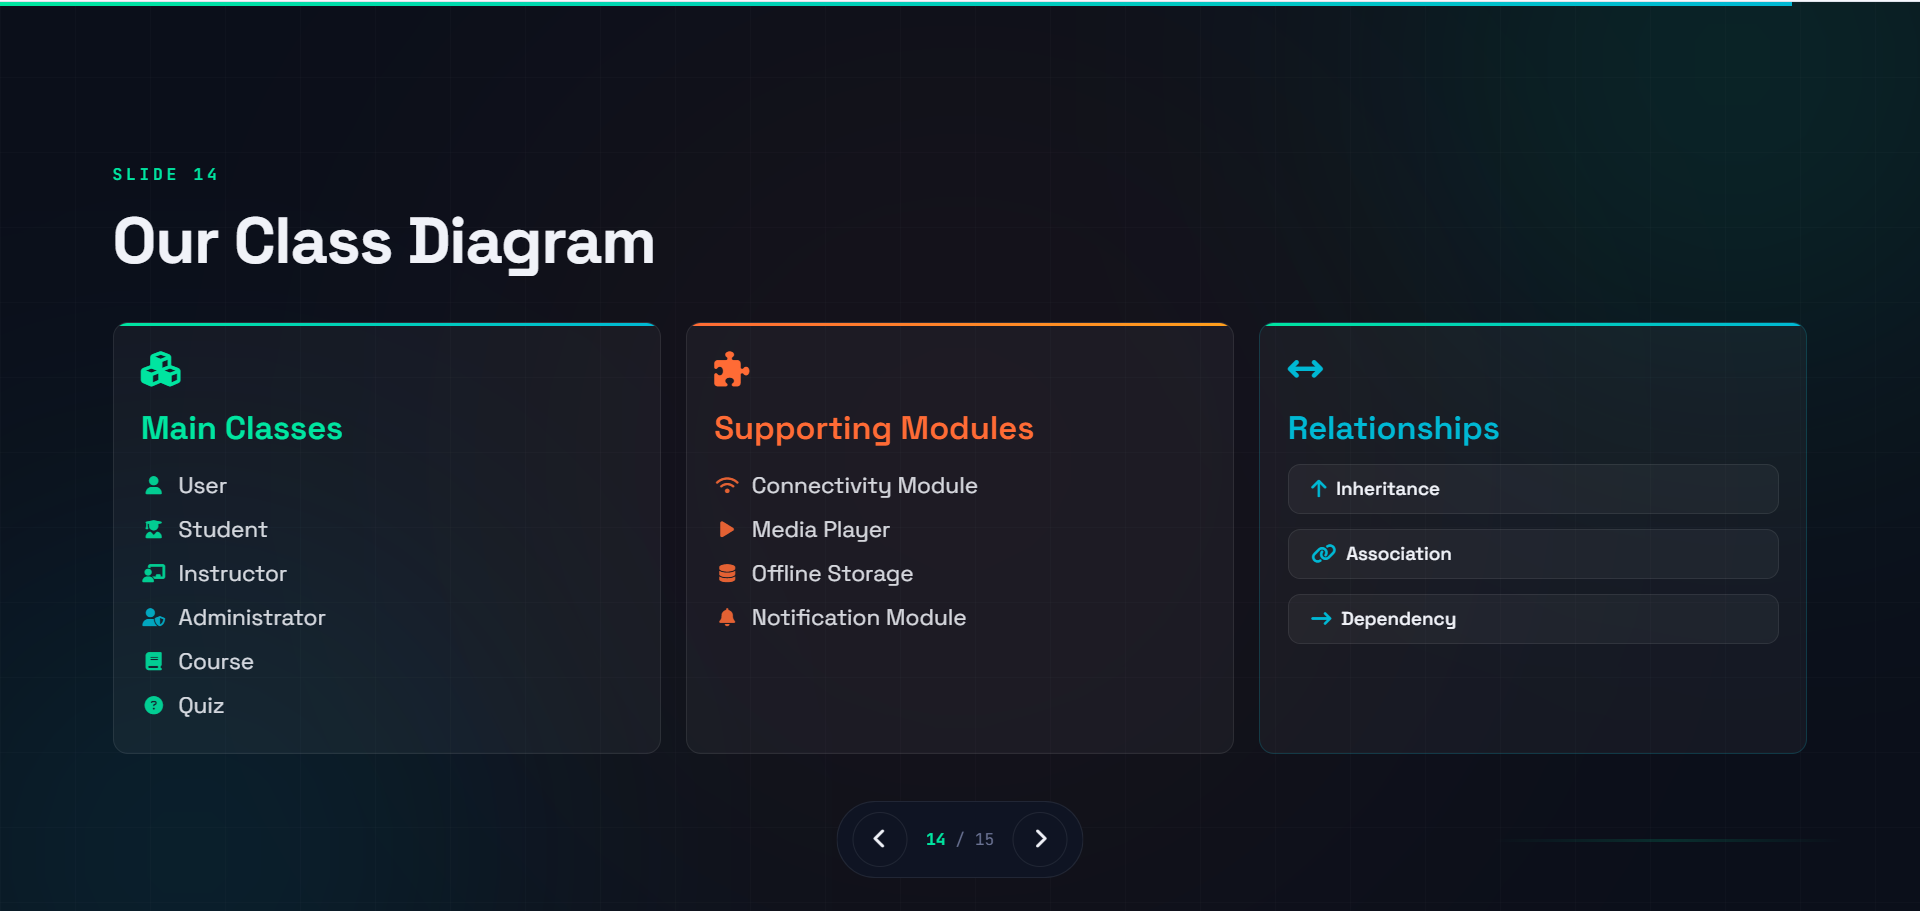 SLIDE 14
Our Class Diagram
Main Classes
User
Student
Instructor
Administrator
Course
Quiz
Supporting Modules
Connectivity Module
Media Player
Offline Storage
Notification Module
Relationships
Inheritance
Association
Dependency
14 / 15